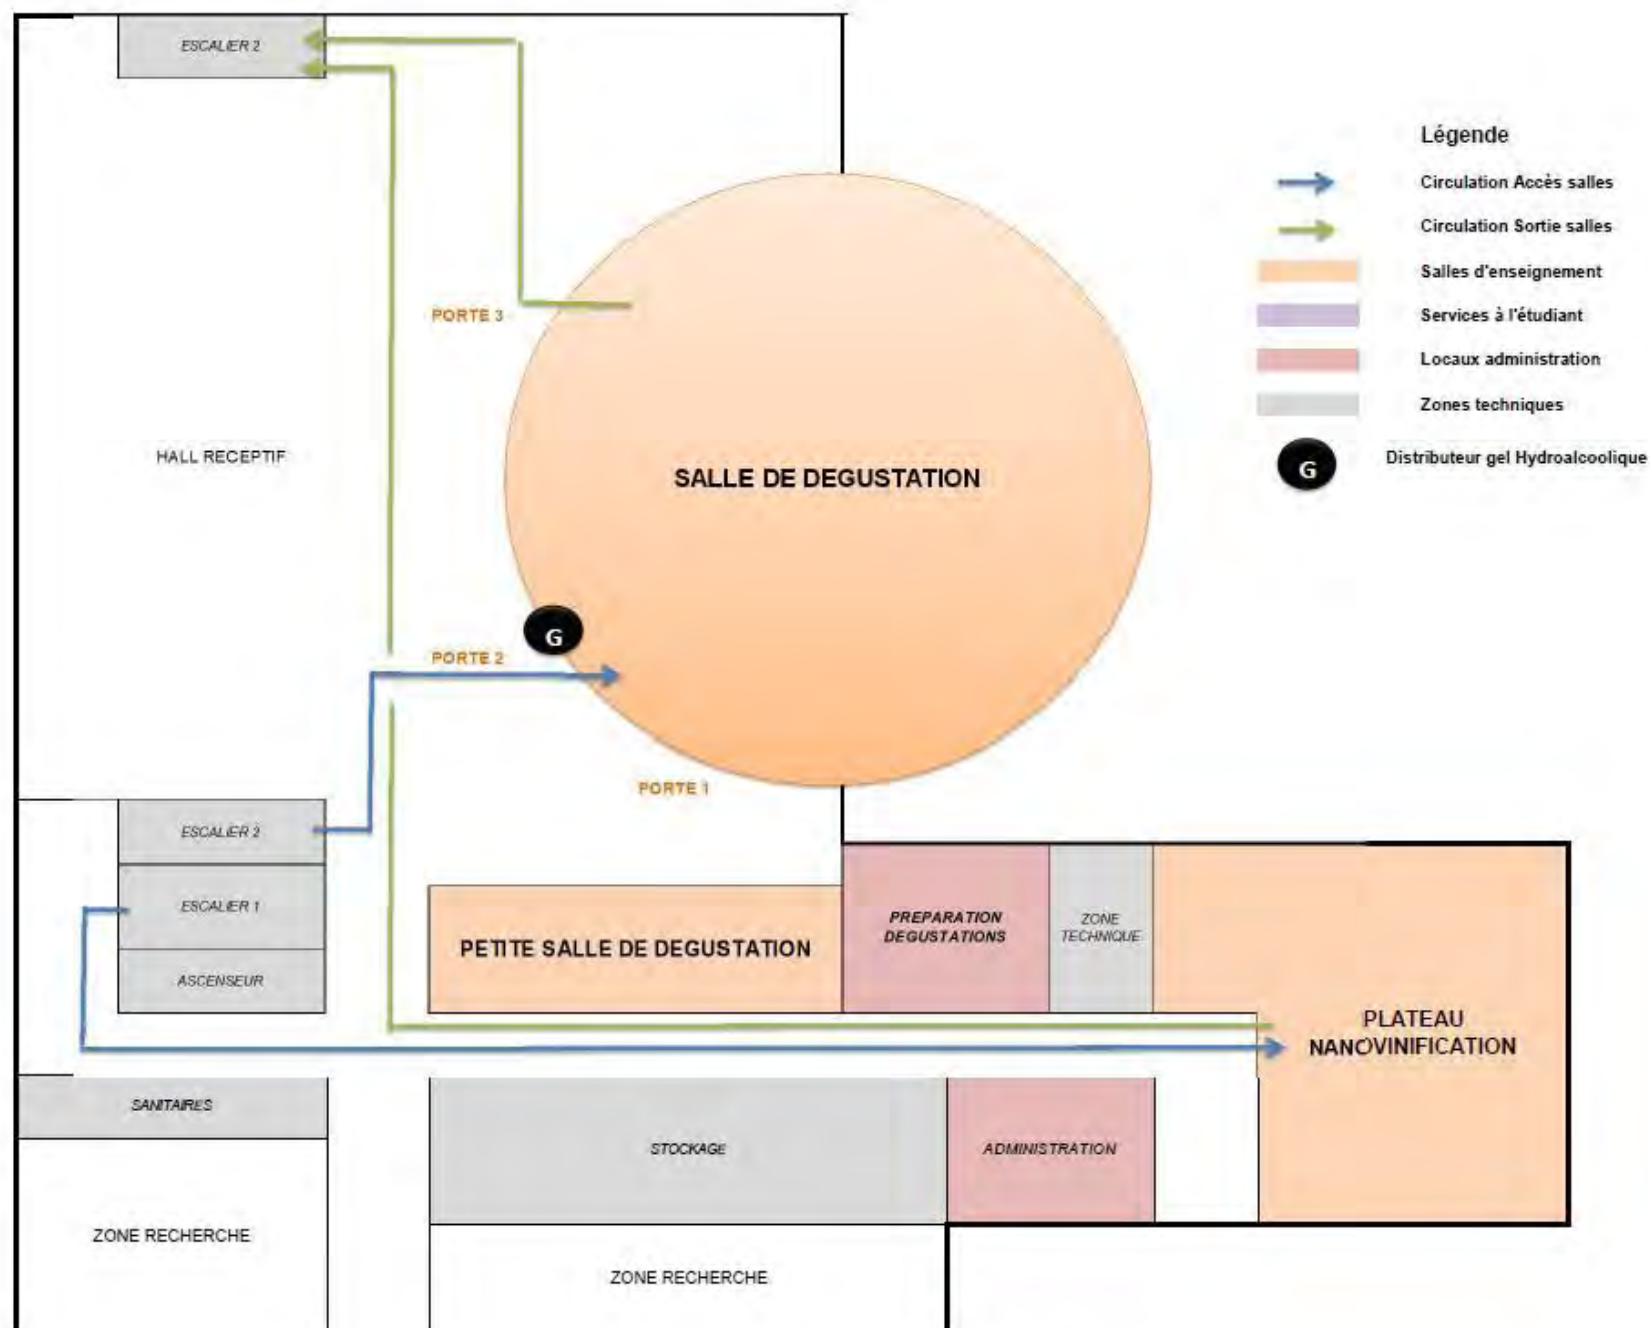 ESCALIER 2
Légende
Circulation Accès salles
Circulation Sortie salles
Salles d'enseignement
Services à l'étudiant
Locaux administration
Zones techniques
G
Distributeur gel Hydroalcoolique
PORTE 3
HALL RECEPTIF
SALLE DE DEGUSTATION
G
PORTE 2
PORTE 1
ESCALIER 2
ESCALIER 1
ASCENSEUR
PETITE SALLE DE DEGUSTATION
PREPARATION
DEGUSTATIONS
ZONE
TECHNIQUE
PLATEAU
NANOVINIFICATION
SANITAIRES
STOCKAGE
ADMINISTRATION
ZONE RECHERCHE
ZONE RECHERCHE